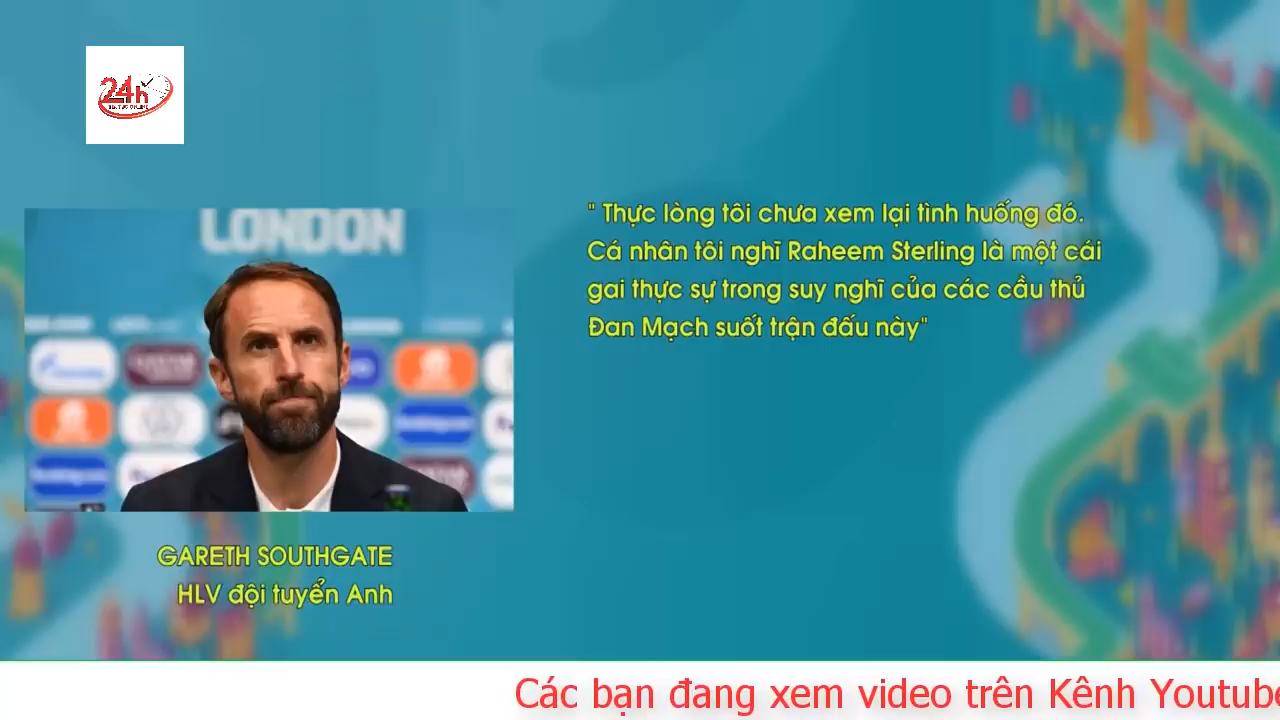 24h
LONDON
" Thực lòng tôi chưa xem lại tình huống đó.
Cá nhân tôi nghĩ Raheem Sterling là một cái
gai thực sự trong suy nghĩ của các cầu thủ
Đan Mạch suốt trận đấu này"
GARETH SOUTHGATE
HLV đội tuyển Anh
Các bạn đang xem video trên Kênh Youtube